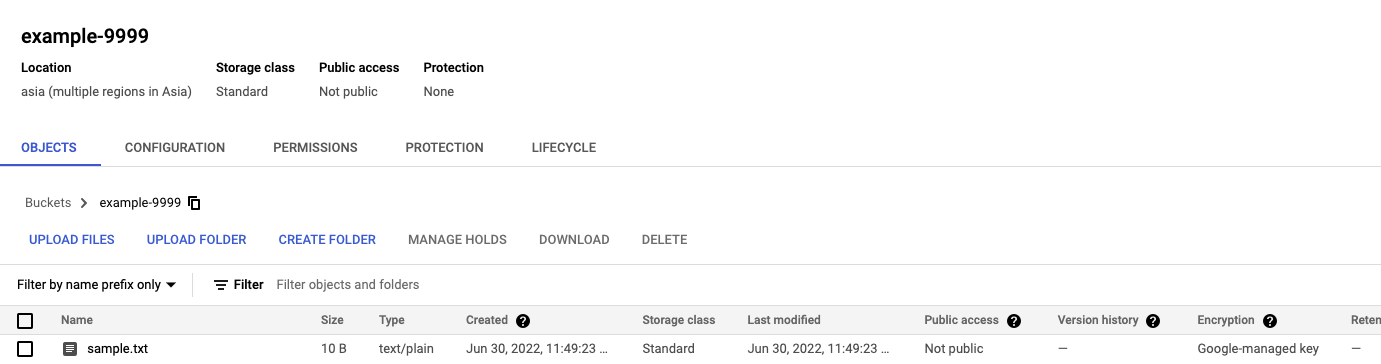 example-9999
Location Storage class Public access Protection
asia (multiple regions in Asia) Standard Not public None
OBJECTS CONFIGURATION PERMISSIONS PROTECTION LIFECYCLE
Buckets > example-9999
UPLOAD FILES UPLOAD FOLDER CREATE FOLDER MANAGE HOLDS DOWNLOAD DELETE
Filter by name prefix only Filter Filter objects and folders
Name Size Type Created ? Storage class Last modified Public access ? Version history ? Encryption ? Reten
sample.txt 10 B text/plain Jun 30, 2022, 11:49:23 ... Standard Jun 30, 2022, 11:49:23 ... Not public — Google-managed key —